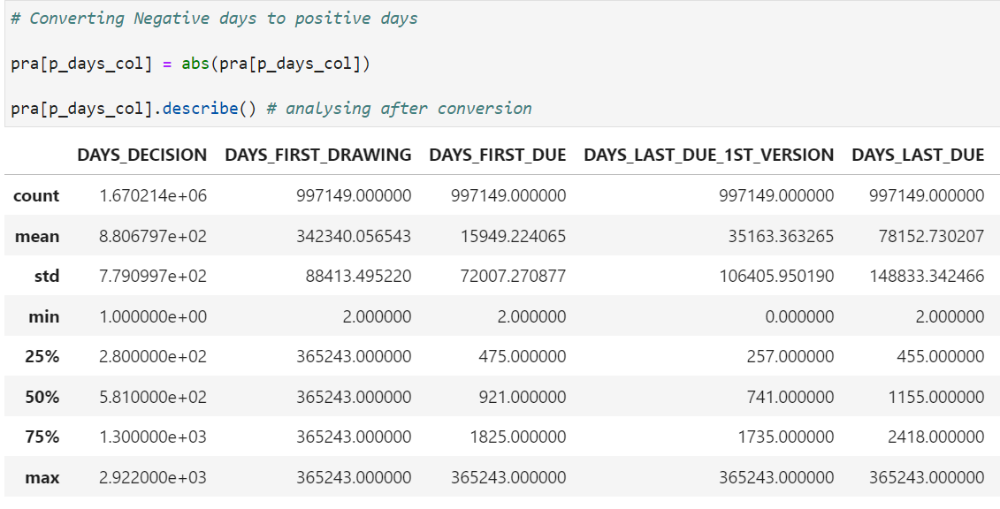 # Converting Negative days to positive days
pra[p_days_col] = abs(pra[p_days_col])
pra[p_days_col].describe() # analysing after conversion
DAYS_DECISION DAYS_FIRST_DRAWING DAYS_FIRST_DUE DAYS_LAST_DUE_1ST_VERSION DAYS_LAST_DUE
count 1.670214e+06 997149.000000 997149.000000 997149.000000 997149.000000
mean 8.806797e+02 342340.056543 15949.224065 35163.363265 78152.730207
std 7.790997e+02 88413.495220 72007.270877 106405.950190 148833.342466
min 1.000000e+00 2.000000 2.000000 0.000000 2.000000
25% 2.800000e+02 365243.000000 475.000000 257.000000 455.000000
50% 5.810000e+02 365243.000000 921.000000 741.000000 1155.000000
75% 1.300000e+03 365243.000000 1825.000000 1735.000000 2418.000000
max 2.922000e+03 365243.000000 365243.000000 365243.000000 365243.000000